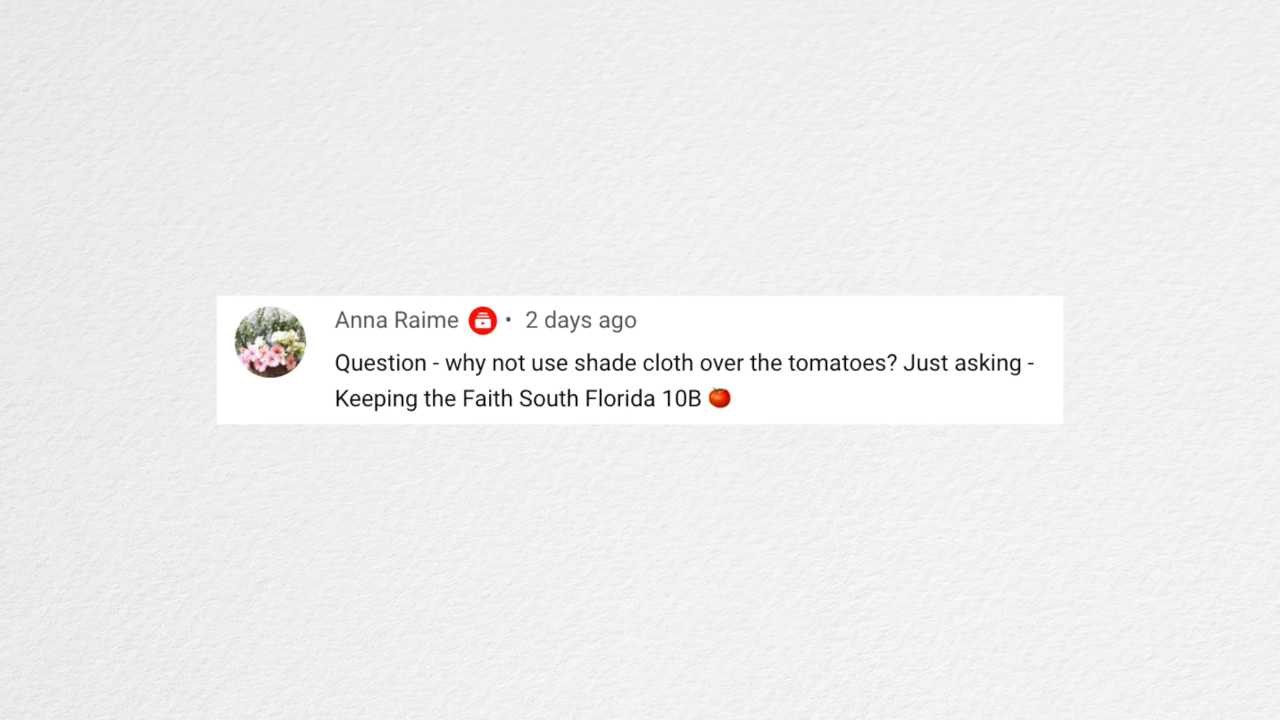 Anna Raime • 2 days ago
Question - why not use shade cloth over the tomatoes? Just asking -
Keeping the Faith South Florida 10B 🍅